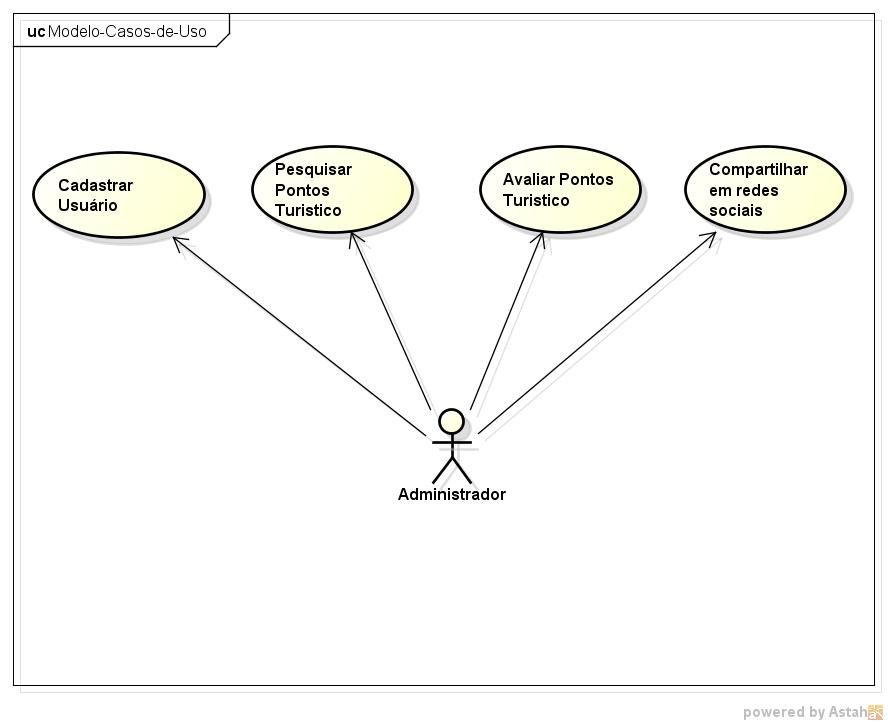 uc Modelo-Casos-de-Uso
Cadastrar
Usuário
Pesquisar
Pontos
Turistico
Avaliar Pontos
Turistico
Compartilhar
em redes
sociais
Administrador
powered by Astah